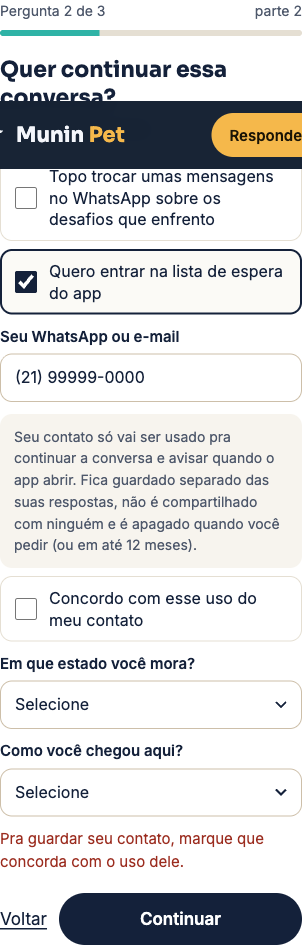 Pergunta 2 de 3 parte 2
Quer continuar essa
conversa?
Munin Pet Responde
Topo trocar umas mensagens
no WhatsApp sobre os
desafios que enfrento
Quero entrar na lista de espera
do app
Seu WhatsApp ou e-mail
(21) 99999-0000
Seu contato só vai ser usado pra
continuar a conversa e avisar quando o
app abrir. Fica guardado separado das
suas respostas, não é compartilhado
com ninguém e é apagado quando você
pedir (ou em até 12 meses).
Concordo com esse uso do
meu contato
Em que estado você mora?
Selecione
Como você chegou aqui?
Selecione
Pra guardar seu contato, marque que
concorda com o uso dele.
Voltar Continuar